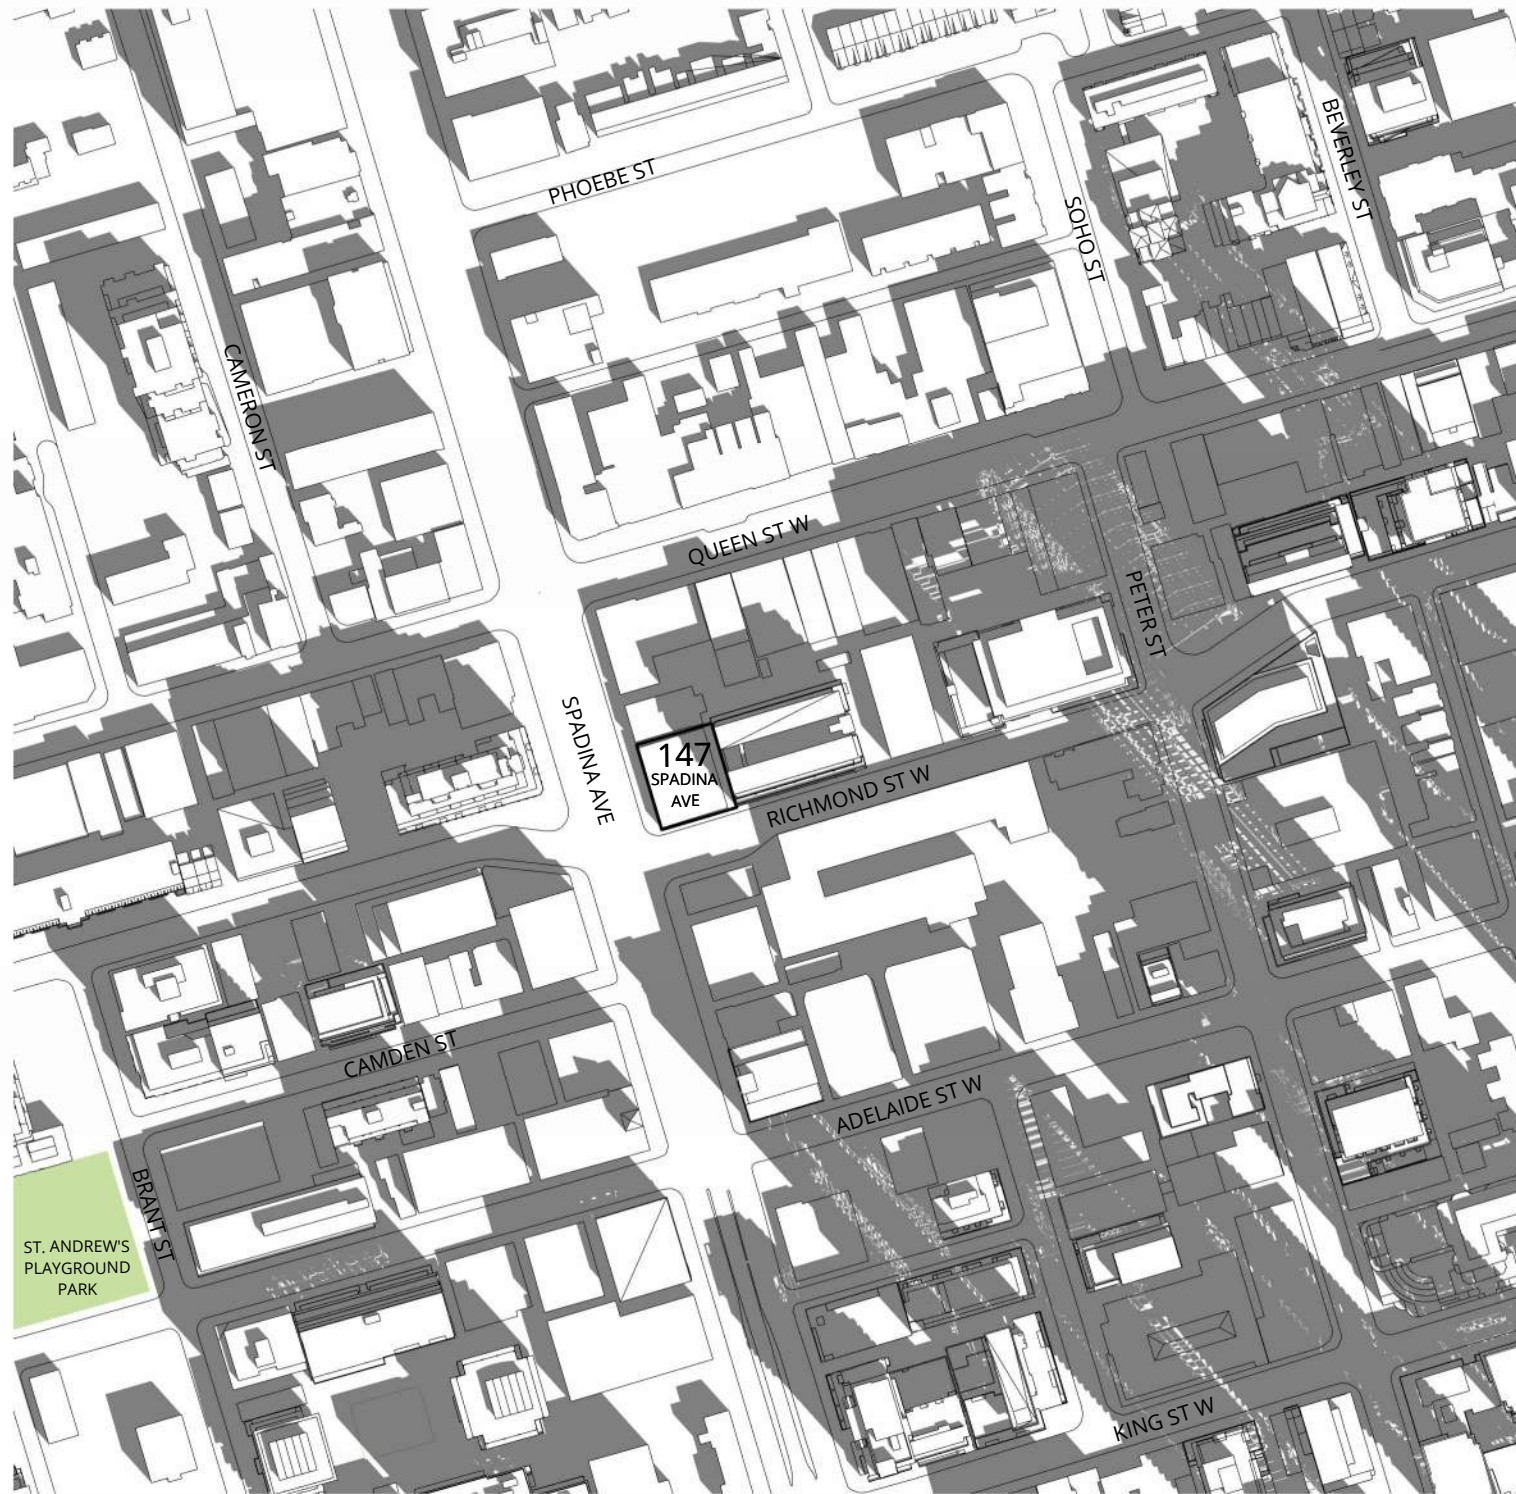 PHOEBE ST
BEVERLEY ST
SOHO ST
CAMERON ST
QUEEN ST W
PETER ST
SPADINA AVE
147
SPADINA
AVE
RICHMOND ST W
CAMDEN ST
ADELAIDE ST W
BRANT ST
ST. ANDREW'S
PLAYGROUND
PARK
KING ST W